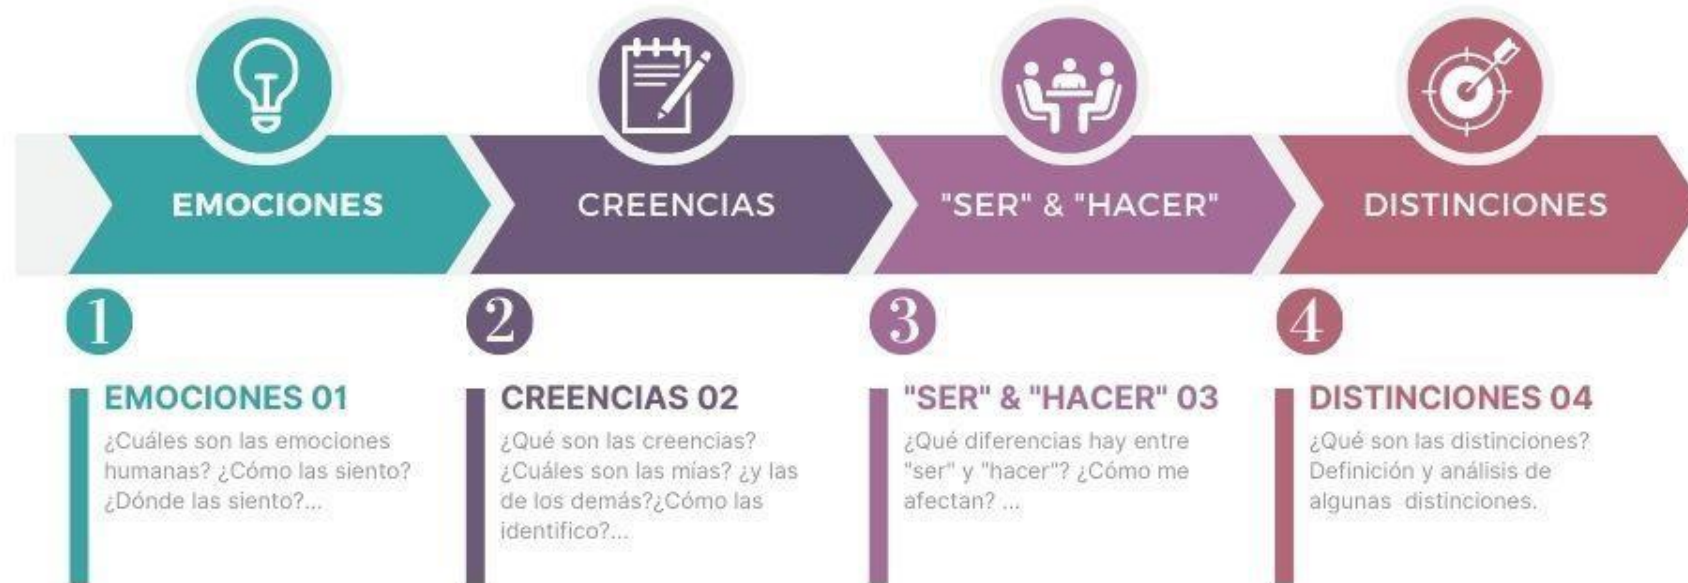 EMOCIONES
CREENCIAS
"SER" & "HACER"
DISTINCIONES
1
EMOCIONES 01
¿Cuáles son las emociones
humanas? ¿Cómo las siento?
¿Dónde las siento?...
2
CREENCIAS 02
¿Qué son las creencias?
¿Cuáles son las mías? ¿y las
de los demás?¿Cómo las
identifico?...
3
"SER" & "HACER" 03
¿Qué diferencias hay entre
"ser" y "hacer"? ¿Cómo me
afectan? ...
4
DISTINCIONES 04
¿Qué son las distinciones?
Definición y análisis de
algunas  distinciones.